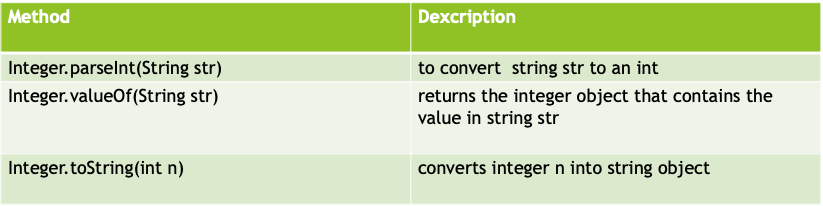 Method Dexcription
Integer.parseInt(String str) to convert  string str to an int
Integer.valueOf(String str) returns the integer object that contains the
value in string str
Integer.toString(int n) converts integer n into string object